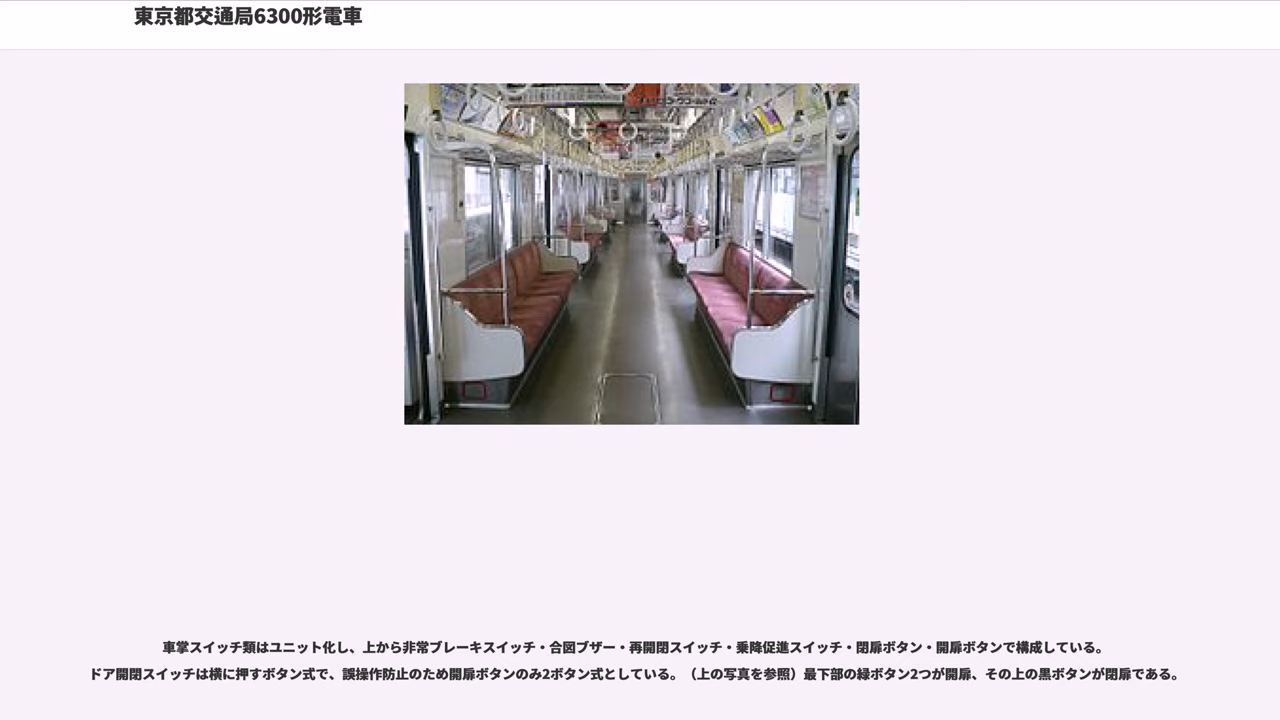 東京都交通局6300形電車
車掌スイッチ類はユニット化し、上から非常ブレーキスイッチ・合図ブザー・再開閉スイッチ・乗降促進スイッチ・閉扉ボタン・開扉ボタンで構成している。
ドア開閉スイッチは横に押すボタン式で、誤操作防止のため開扉ボタンのみ2ボタン式としている。（上の写真を参照）最下部の緑ボタン2つが開扉、その上の黒ボタンが閉扉である。